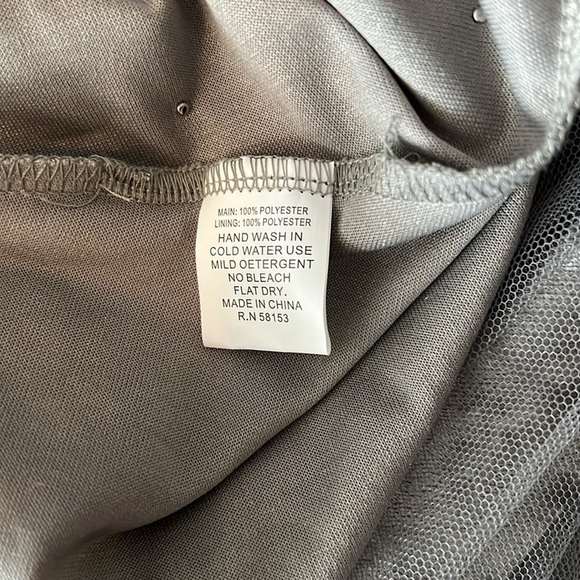 MAIN: 100% POLYESTER
LINING: 100% POLYESTER
HAND WASH IN
COLD WATER USE
MILD OETERGENT
NO BLEACH
FLAT DRY.
MADE IN CHINA
R.N 58153